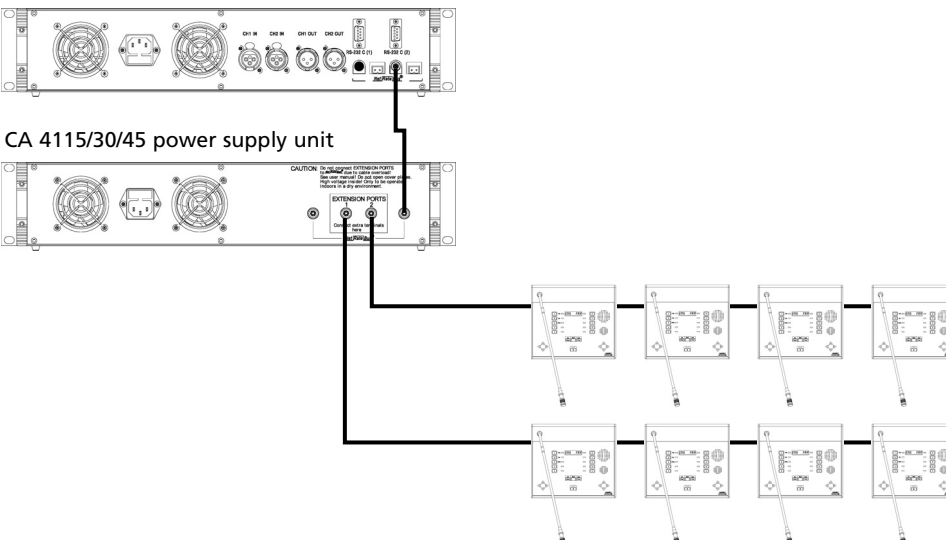 CH1 IN CH2 IN CH1 OUT CH2 OUT
RS-232 C (1) RS-232 C (2)
CA 4115/30/45 power supply unit
CAUTION: Do not connect EXTENSION PORTS
to due to cable overload!
See user manual! Do not open cover plates.
High voltage inside! Only to be operated
indoors in a dry environment.
EXTENSION PORTS
1 2
Connect extra terminals
here